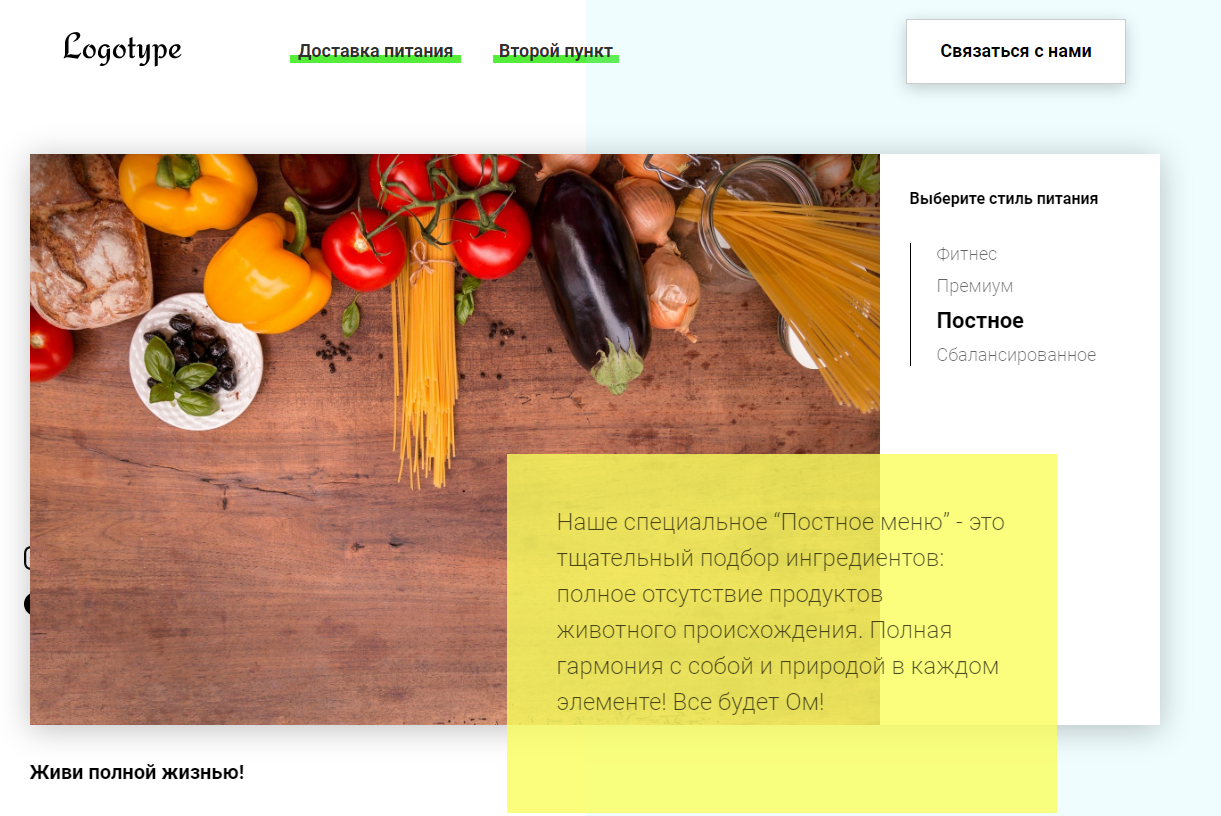 Logotype
Доставка питания
Второй пункт
Связаться с нами
Выберите стиль питания
Фитнес
Премиум
Постное
Сбалансированное
Наше специальное “Постное меню” - это
тщательный подбор ингредиентов:
полное отсутствие продуктов
животного происхождения. Полная
гармония с собой и природой в каждом
элементе! Все будет Ом!
Живи полной жизнью!